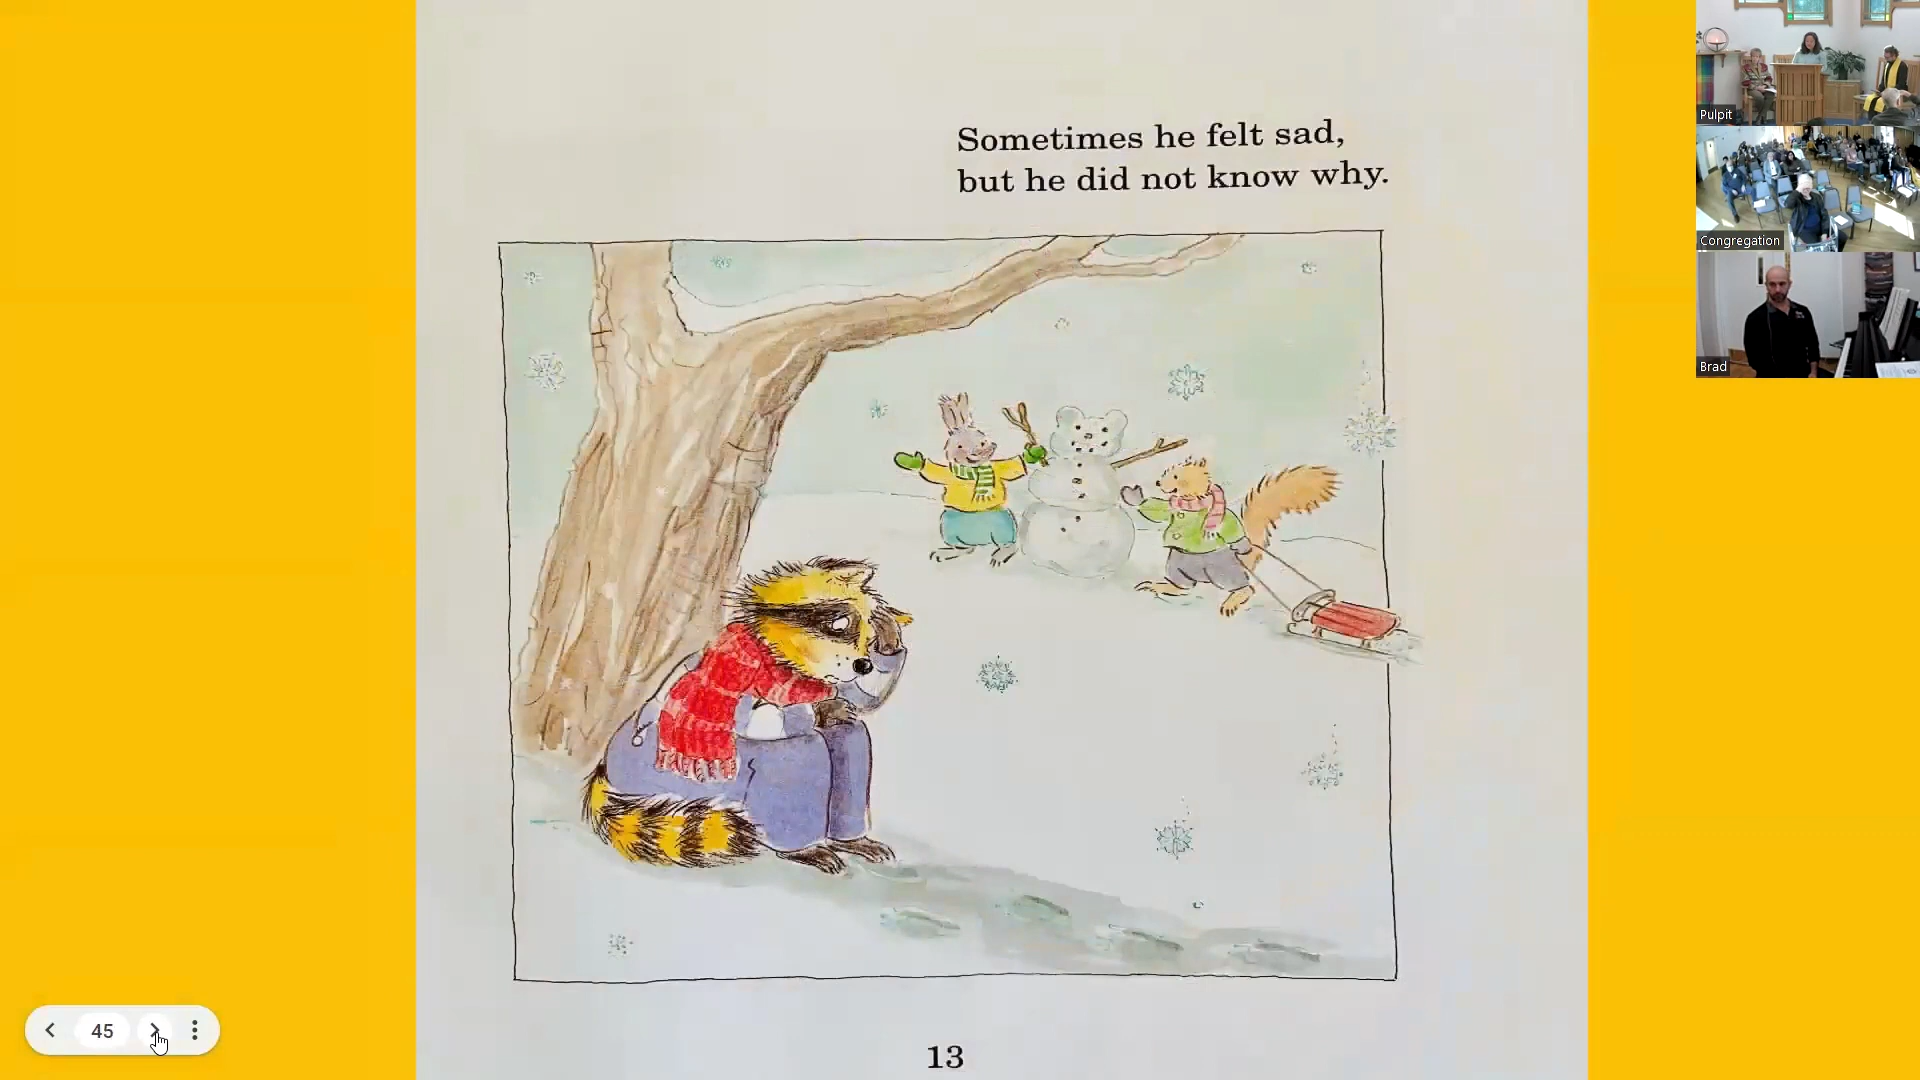 Sometimes he felt sad,
but he did not know why.
13
Pulpit
Congregation
Brad
45